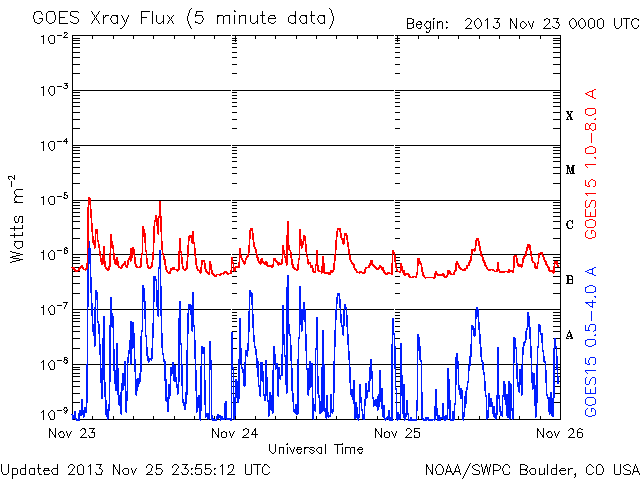 GOES Xray Flux (5 minute data)
Begin: 2013 Nov 23 0000 UTC
10-2
10-3
10-4
10-5
10-6
10-7
10-8
10-9
Watts m-2
X
M
C
B
A
GOES15 1.0-8.0 A
GOES15 0.5-4.0 A
Nov 23
Nov 24
Nov 25
Nov 26
Universal Time
Updated 2013 Nov 25 23:55:12 UTC
NOAA/SWPC Boulder, CO USA